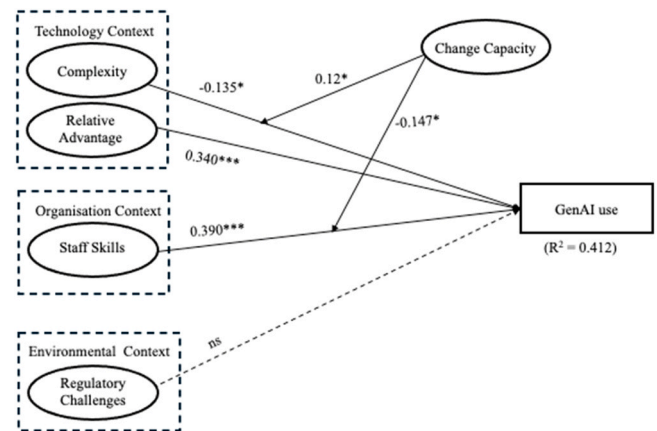 Technology Context
Complexity
Relative
Advantage
Change Capacity
-0.135*
0.12*
-0.147*
0.340***
Organisation Context
Staff Skills
0.390***
GenAI use
(R² = 0.412)
Environmental Context
Regulatory
Challenges
ns